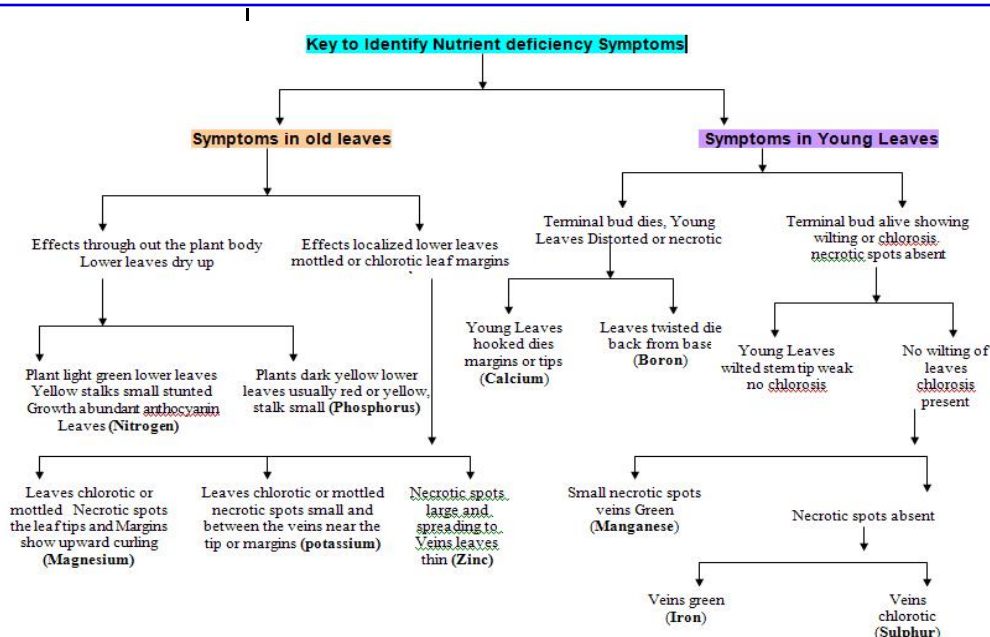 Key to Identify Nutrient deficiency Symptoms
Symptoms in old leaves
Symptoms in Young Leaves
Effects through out the plant body
Lower leaves dry up
Effects localized lower leaves
mottled or chlorotic leaf margins
Terminal bud dies, Young
Leaves Distorted or necrotic
Terminal bud alive showing
wilting or chlorosis.
necrotic spots absent
Young Leaves
hooked dies
margins or tips
(Calcium)
Leaves twisted die
back from base
(Boron)
Young Leaves
wilted stem tip weak
no chlorosis
No wilting of
leaves
chlorosis
present
Plant light green lower leaves
Yellow stalks small stunted
Growth abundant anthocyanin
Leaves (Nitrogen)
Plants dark yellow lower
leaves usually red or yellow,
stalk small (Phosphorus)
Leaves chlorotic or
mottled Necrotic spots
the leaf tips and Margins
show upward curling
(Magnesium)
Leaves chlorotic or mottled
necrotic spots small and
between the veins near the
tip or margins (potassium)
Necrotic spots
large and
spreading to
Veins leaves
thin (Zinc)
Small necrotic spots
veins Green
(Manganese)
Necrotic spots absent
Veins green
(Iron)
Veins
chlorotic
(Sulphur)